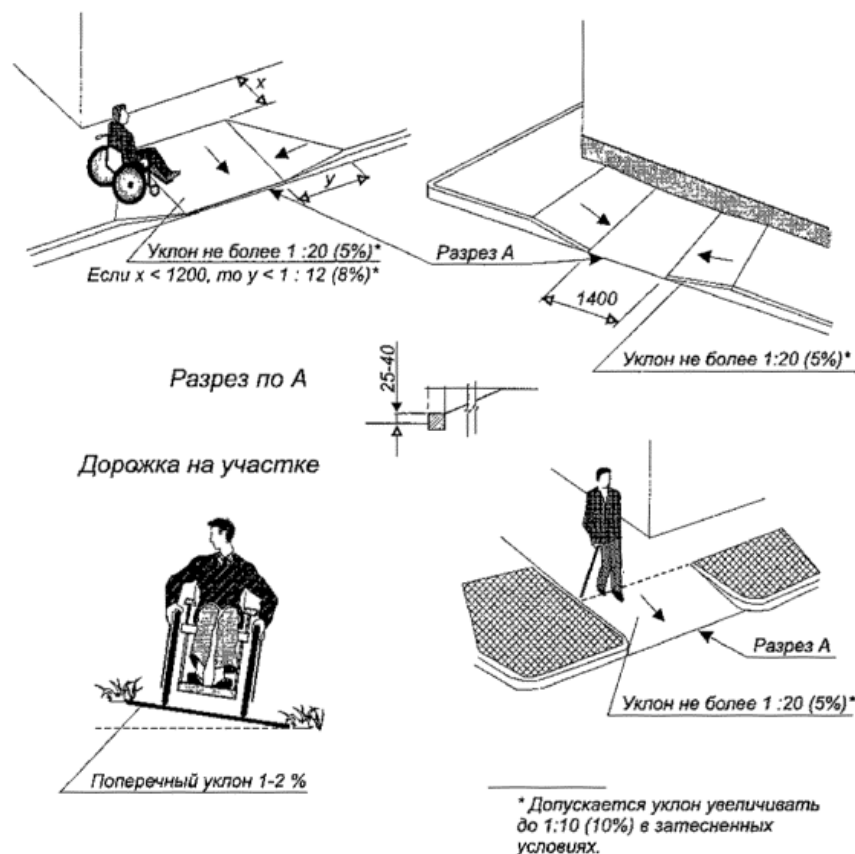 x
y
Уклон не более 1 :20 (5%)*
Если x < 1200, то y < 1 : 12 (8%)*
Разрез А
1400
Уклон не более 1:20 (5%)*
Разрез по А
25-40
Дорожка на участке
Разрез А
Уклон не более 1 :20 (5%)*
Поперечный уклон 1-2 %
* Допускается уклон увеличивать
до 1:10 (10%) в затесненных
условиях.